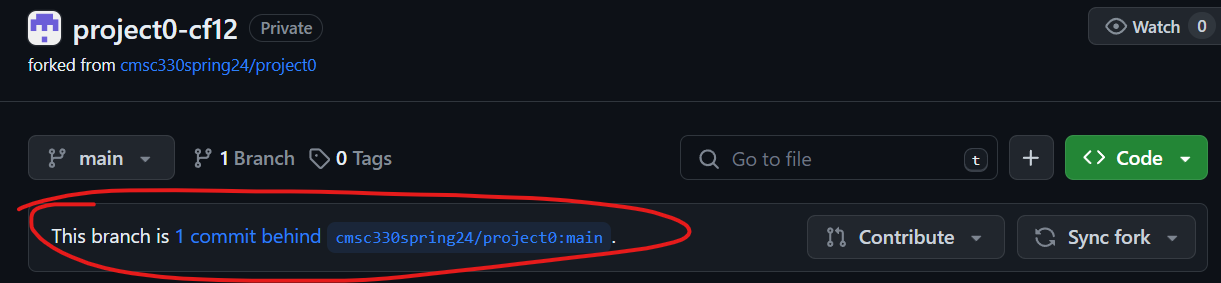 project0-cf12 Private Watch 0
forked from cmsc330spring24/project0
main 1 Branch 0 Tags Go to file t + Code
This branch is 1 commit behind cmsc330spring24/project0:main. Contribute Sync fork